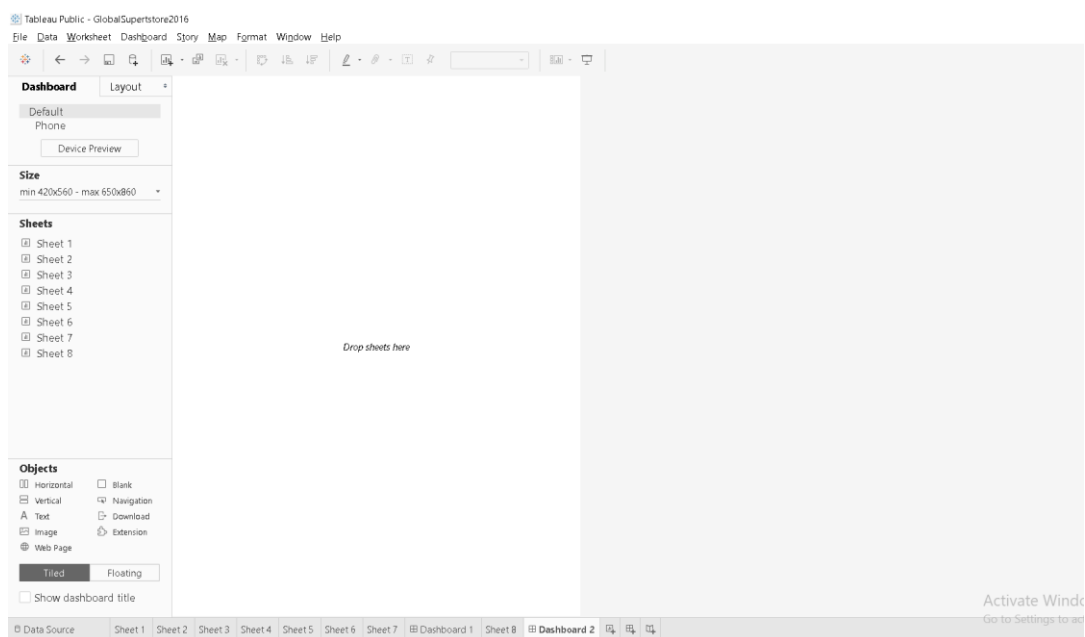 Tableau Public - GlobalSupertstore2016
File Data Worksheet Dashboard Story Map Format Window Help
Dashboard Layout
Default
Phone
Device Preview
Size
min 420x560 - max 650x860
Sheets
Sheet 1
Sheet 2
Sheet 3
Sheet 4
Sheet 5
Sheet 6
Sheet 7
Sheet 8
Drop sheets here
Objects
Horizontal Blank
Vertical Navigation
A Text Download
Image Extension
Web Page
Tiled Floating
Show dashboard title
Activate Windo
Go to Settings to ac
Data Source Sheet 1 Sheet 2 Sheet 3 Sheet 4 Sheet 5 Sheet 6 Sheet 7 Dashboard 1 Sheet 8 Dashboard 2